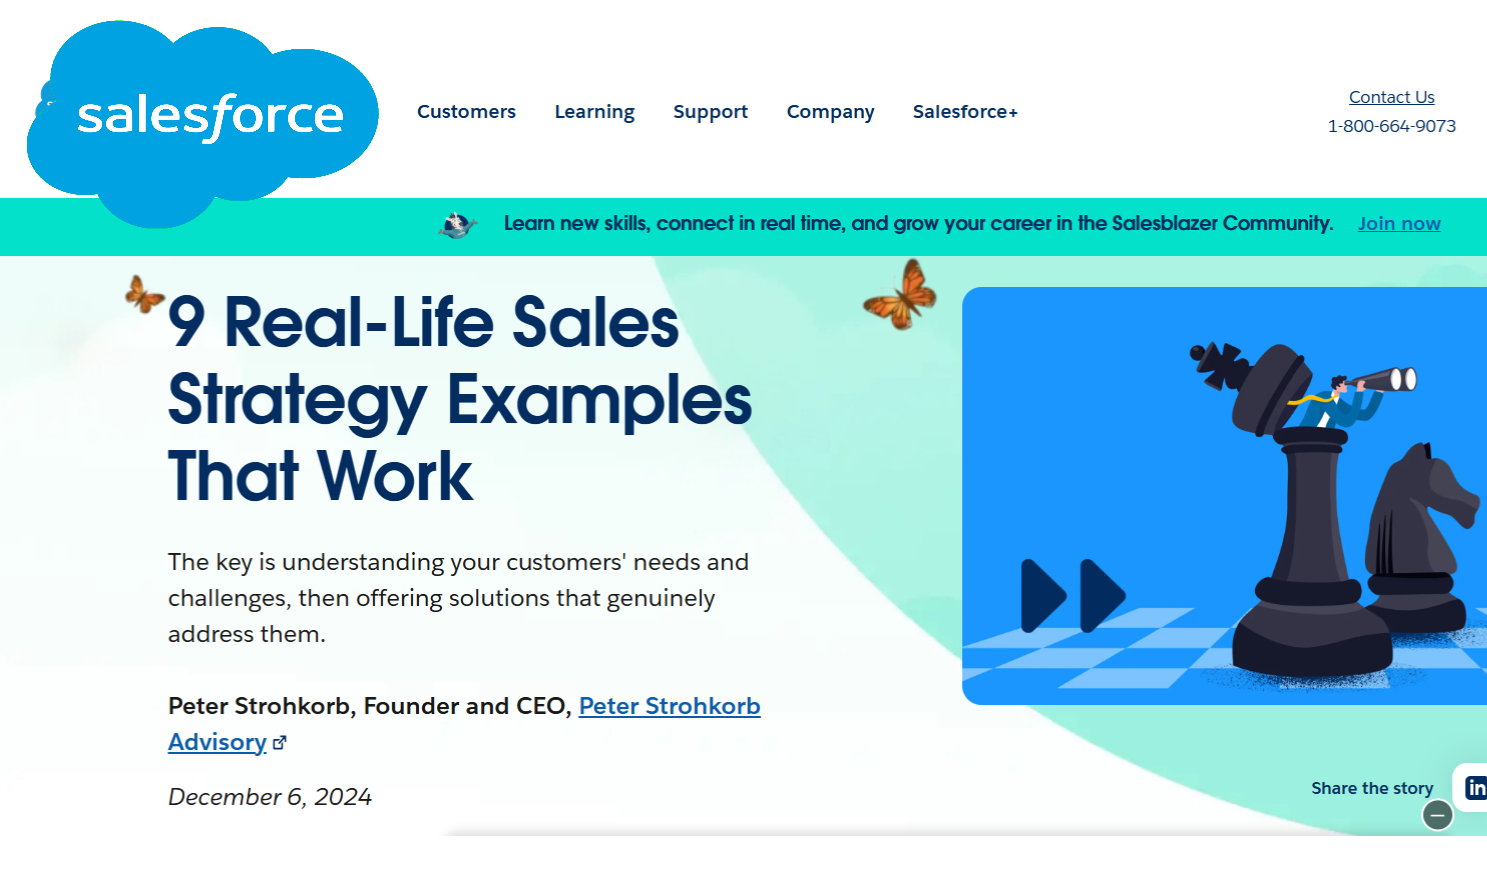 salesforce
Customers
Learning
Support
Company
Salesforce+
Contact Us
1-800-664-9073
Learn new skills, connect in real time, and grow your career in the Salesblazer Community.
Join now
9 Real-Life Sales
Strategy Examples
That Work
The key is understanding your customers' needs and
challenges, then offering solutions that genuinely
address them.
Peter Strohkorb, Founder and CEO, Peter Strohkorb
Advisory
December 6, 2024
Share the story
in